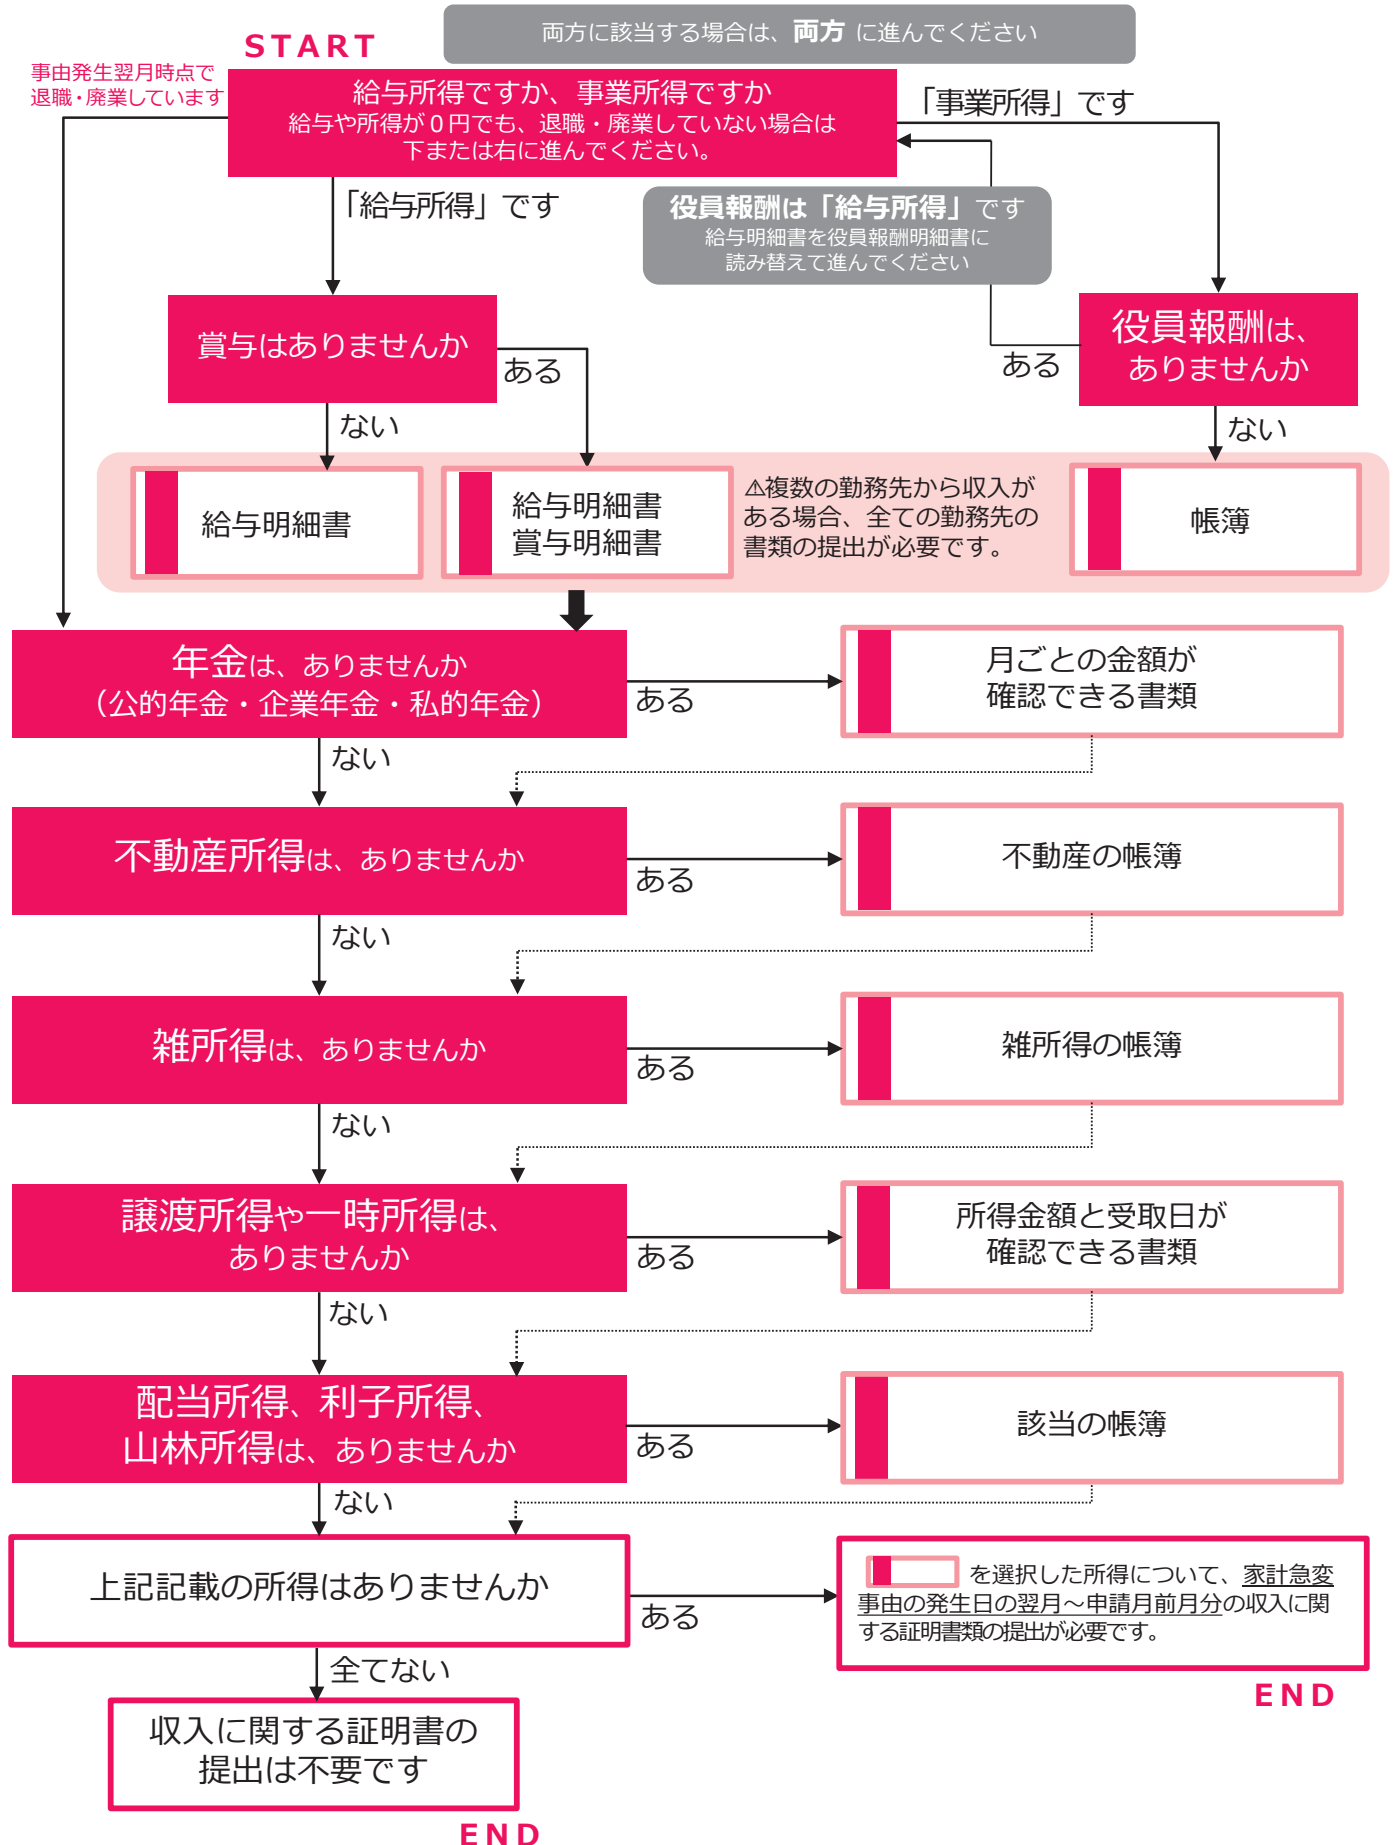 両方に該当する場合は、両方 に進んでください
START
事由発生翌月時点で
退職・廃業しています
給与所得ですか、事業所得ですか
給与や所得が0円でも、退職・廃業していない場合は
下または右に進んでください。
「事業所得」です
「給与所得」です
役員報酬は「給与所得」です
給与明細書を役員報酬明細書に
読み替えて進んでください
賞与はありませんか
ある
ない
役員報酬は、
ありませんか
ある
ない
給与明細書
給与明細書
賞与明細書
⚠複数の勤務先から収入が
ある場合、全ての勤務先の
書類の提出が必要です。
帳簿
年金は、ありませんか
（公的年金・企業年金・私的年金）
ある
月ごとの金額が
確認できる書類
ない
不動産所得は、ありませんか
ある
不動産の帳簿
ない
雑所得は、ありませんか
ある
雑所得の帳簿
ない
譲渡所得や一時所得は、
ありませんか
ある
所得金額と受取日が
確認できる書類
ない
配当所得、利子所得、
山林所得は、ありませんか
ある
該当の帳簿
ない
上記記載の所得はありませんか
ある
を選択した所得について、家計急変
事由の発生日の翌月～申請月前月分の収入に関
する証明書類の提出が必要です。
END
全てない
収入に関する証明書の
提出は不要です
END